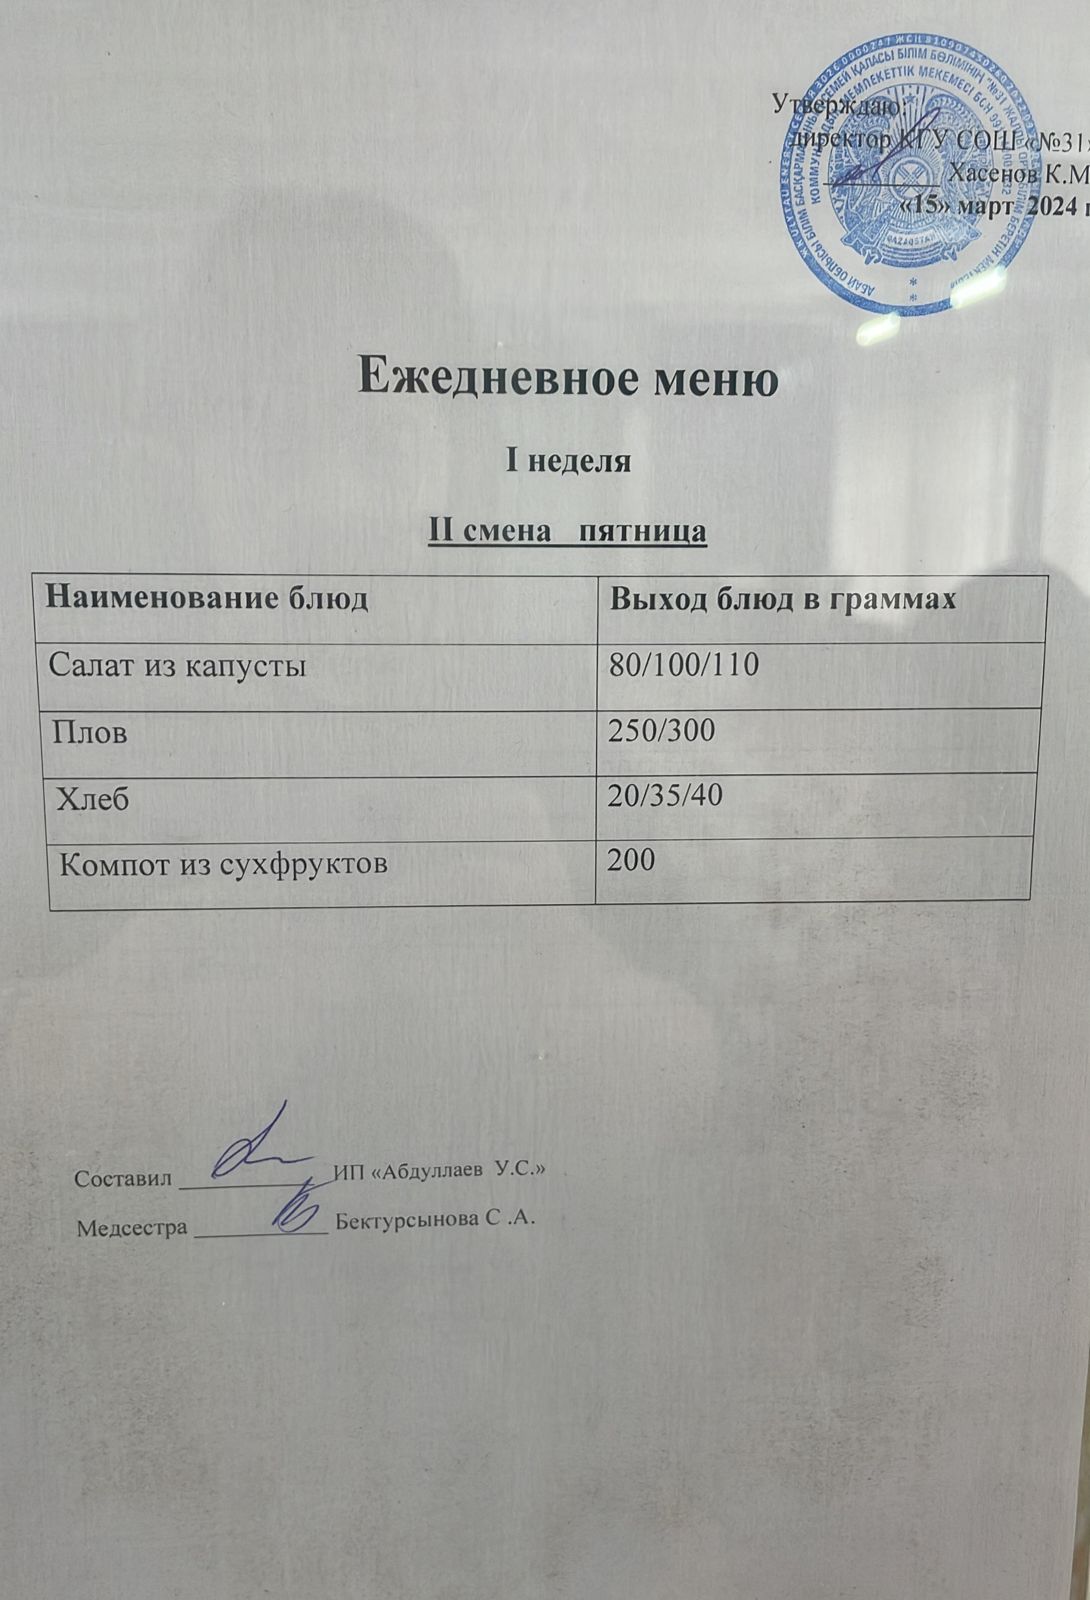 Утверждаю:
директор КГУ СОШ «№31»
Хасенов К.М
«15» март 2024 г
QAZAQSTAN
Ежедневное меню
I неделя
II смена пятница
Наименование блюд Выход блюд в граммах
Салат из капусты 80/100/110
Плов 250/300
Хлеб 20/35/40
Компот из сухфруктов 200
Составил ИП «Абдуллаев У.С.»
Медсестра Бектурсынова С .А.